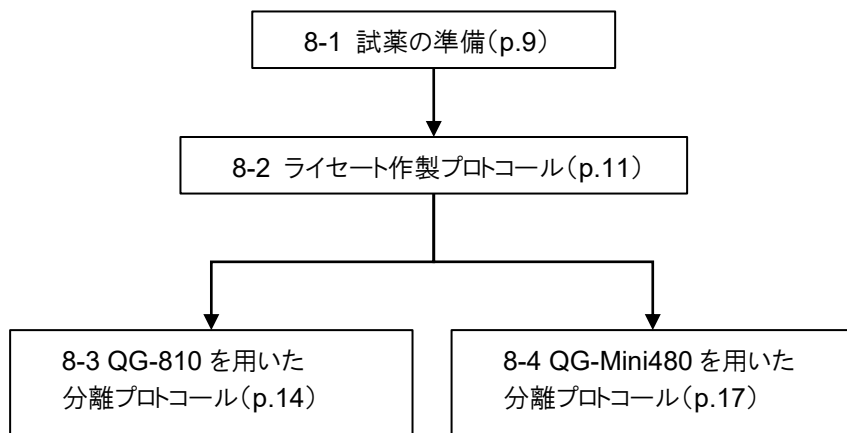 8-1 試薬の準備(p.9)
8-2 ライセート作製プロトコール(p.11)
8-3 QG-810 を用いた
分離プロトコール(p.14)
8-4 QG-Mini480 を用いた
分離プロトコール(p.17)